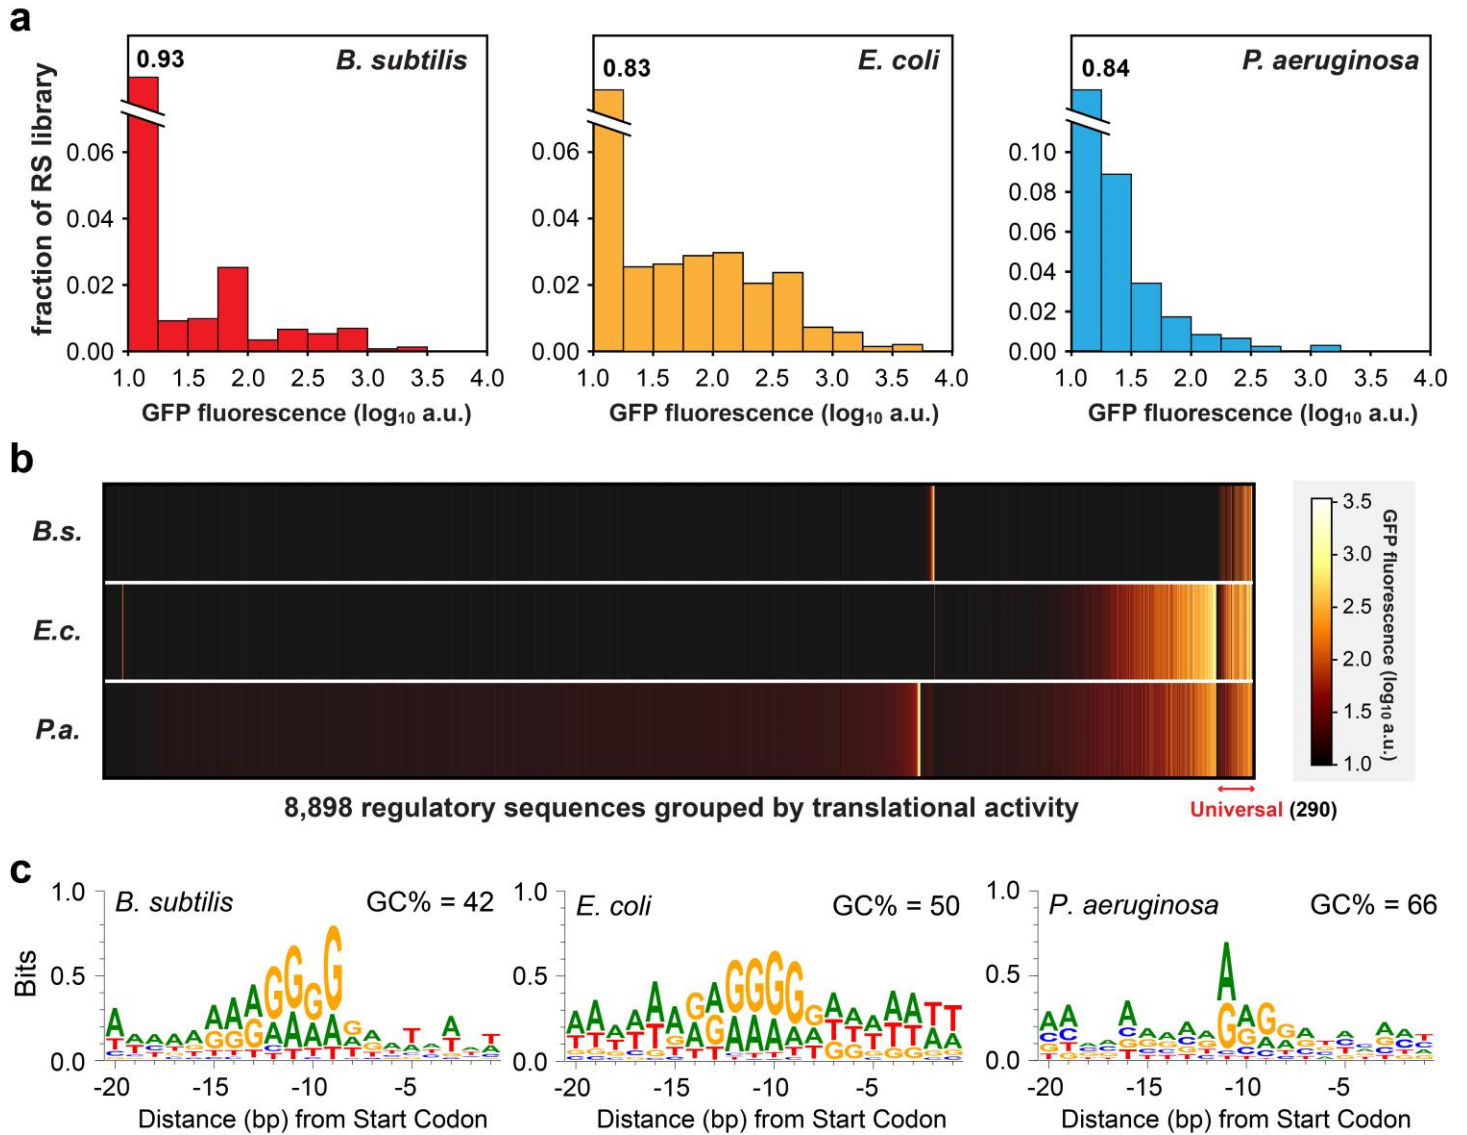 a
0.93
B. subtilis
0.83
E. coli
0.84
P. aeruginosa
fraction of RS library
0.06
0.04
0.02
0.00
0.06
0.04
0.02
0.00
0.10
0.08
0.06
0.04
0.02
0.00
1.0 1.5 2.0 2.5 3.0 3.5 4.0
1.0 1.5 2.0 2.5 3.0 3.5 4.0
1.0 1.5 2.0 2.5 3.0 3.5 4.0
GFP fluorescence (log10 a.u.)
GFP fluorescence (log10 a.u.)
GFP fluorescence (log10 a.u.)
b
B.s.
E.c.
P.a.
3.5
3.0
2.5
2.0
1.5
1.0
GFP fluorescence (log10 a.u.)
8,898 regulatory sequences grouped by translational activity
Universal (290)
c
Bits
1.0
0.5
0.0
B. subtilis
GC% = 42
-20 -15 -10 -5
Distance (bp) from Start Codon
1.0
0.5
0.0
E. coli
GC% = 50
-20 -15 -10 -5
Distance (bp) from Start Codon
1.0
0.5
0.0
P. aeruginosa
GC% = 66
-20 -15 -10 -5
Distance (bp) from Start Codon